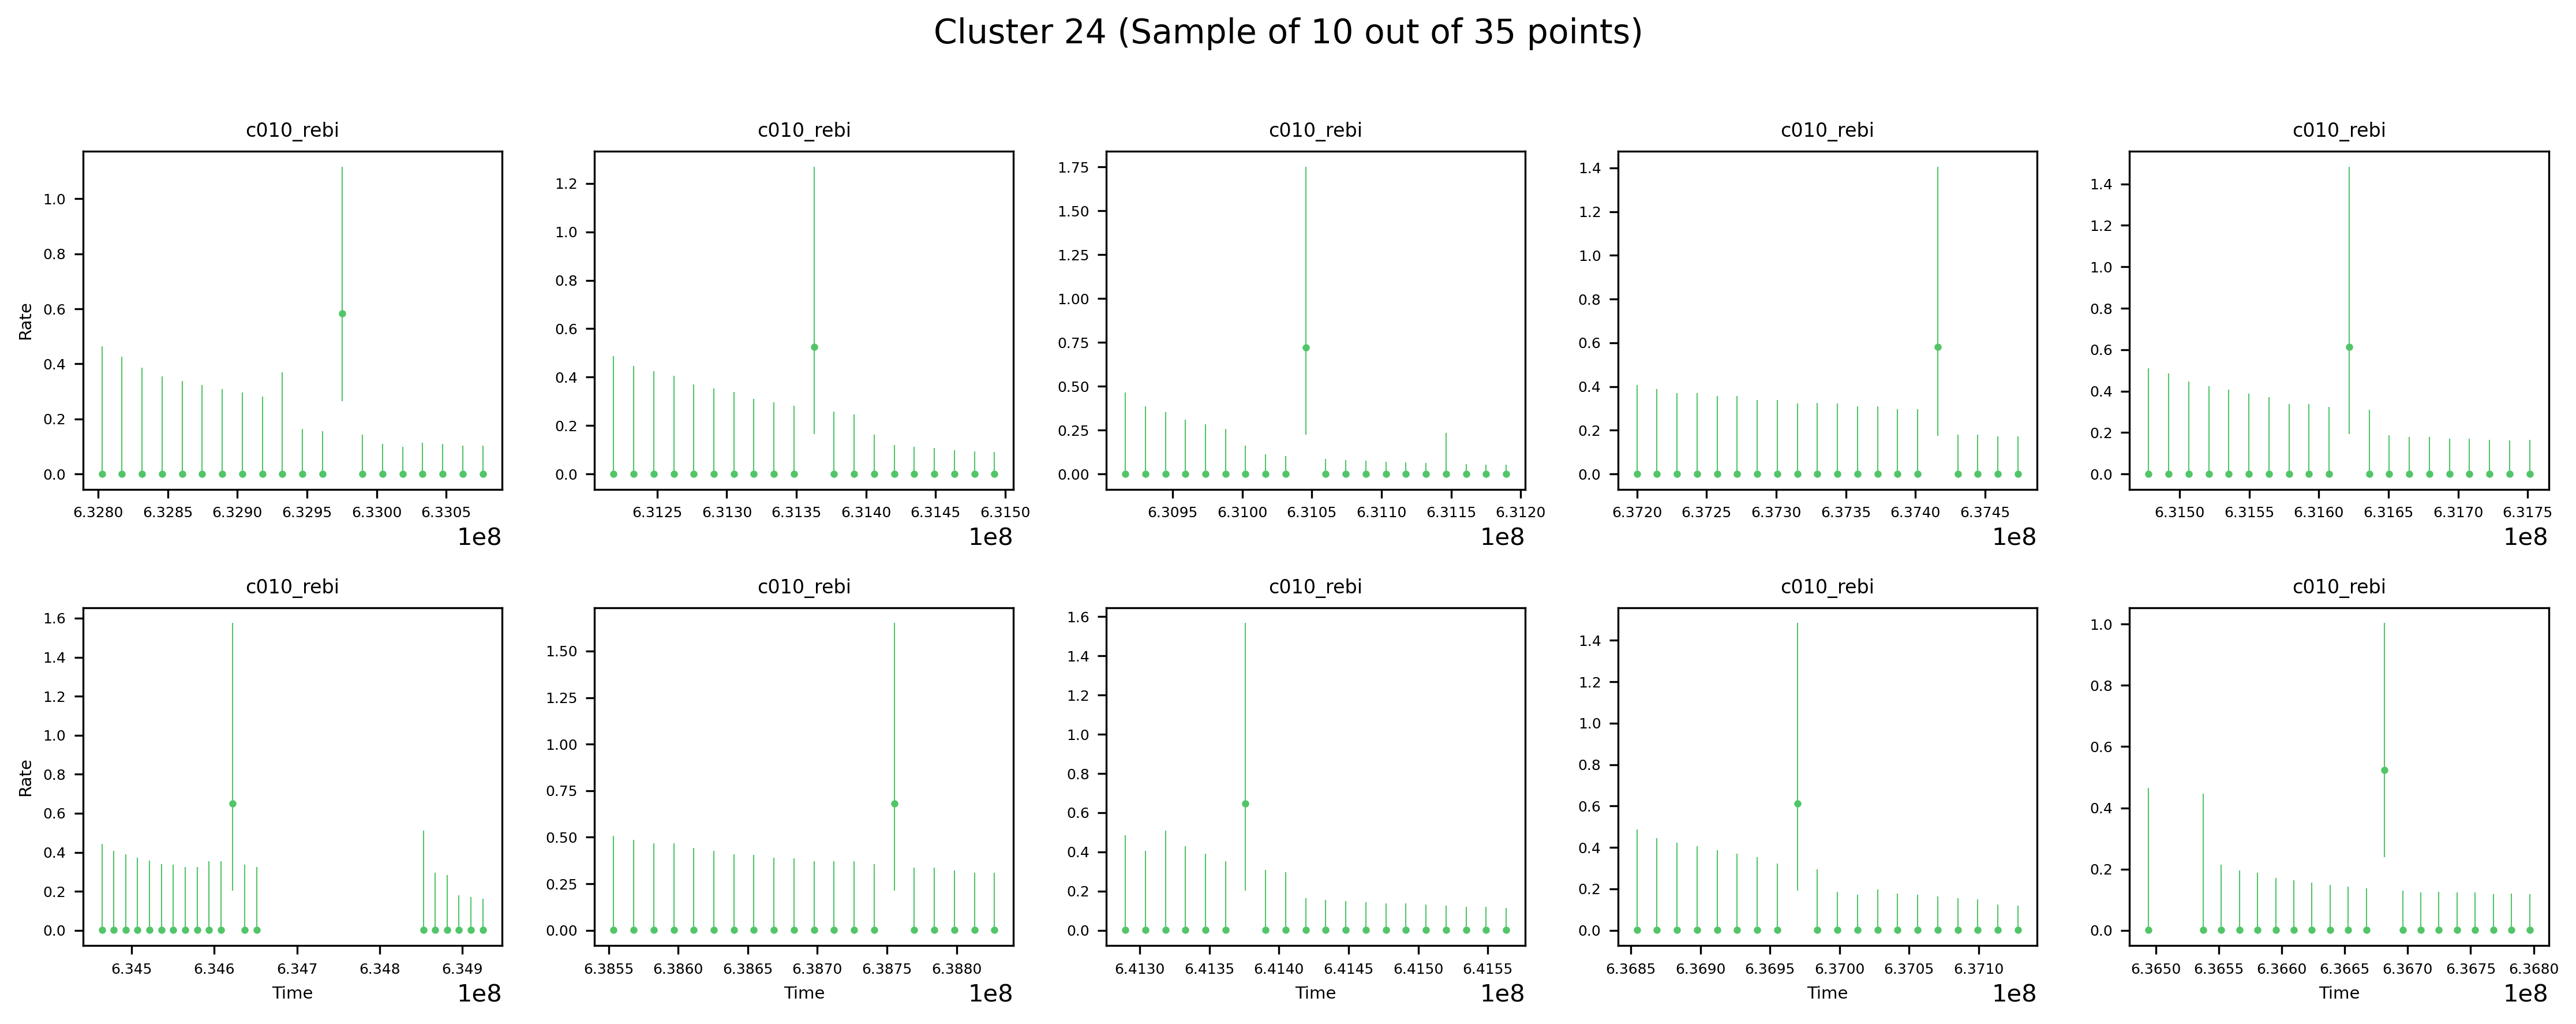 Cluster 24 (Sample of 10 out of 35 points)
c010_rebi c010_rebi c010_rebi c010_rebi c010_rebi
Rate
1.0
0.8
0.6
0.4
0.2
0.0
6.3280 6.3285 6.3290 6.3295 6.3300 6.3305
1e8
1.2
1.0
0.8
0.6
0.4
0.2
0.0
6.3125 6.3130 6.3135 6.3140 6.3145 6.3150
1e8
1.75
1.50
1.25
1.00
0.75
0.50
0.25
0.00
6.3095 6.3100 6.3105 6.3110 6.3115 6.3120
1e8
1.4
1.2
1.0
0.8
0.6
0.4
0.2
0.0
6.3720 6.3725 6.3730 6.3735 6.3740 6.3745
1e8
1.4
1.2
1.0
0.8
0.6
0.4
0.2
0.0
6.3150 6.3155 6.3160 6.3165 6.3170 6.3175
1e8
c010_rebi c010_rebi c010_rebi c010_rebi c010_rebi
Rate
1.6
1.4
1.2
1.0
0.8
0.6
0.4
0.2
0.0
6.345 6.346 6.347 6.348 6.349
Time
1e8
1.50
1.25
1.00
0.75
0.50
0.25
0.00
6.3855 6.3860 6.3865 6.3870 6.3875 6.3880
Time
1e8
1.6
1.4
1.2
1.0
0.8
0.6
0.4
0.2
0.0
6.4130 6.4135 6.4140 6.4145 6.4150 6.4155
Time
1e8
1.4
1.2
1.0
0.8
0.6
0.4
0.2
0.0
6.3685 6.3690 6.3695 6.3700 6.3705 6.3710
Time
1e8
1.0
0.8
0.6
0.4
0.2
0.0
6.3650 6.3655 6.3660 6.3665 6.3670 6.3675 6.3680
Time
1e8